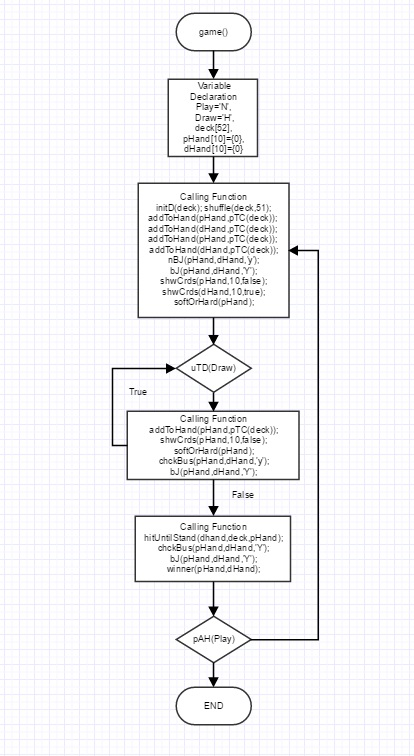 game()
Variable
Declaration
Play='N',
Draw='H',
deck[52],
pHand[10]={0},
dHand[10]={0}
Calling Function
initD(deck); shuffle(deck,51);
addToHand(pHand,pTC(deck));
addToHand(dHand,pTC(deck));
addToHand(pHand,pTC(deck));
addToHand(dHand,pTC(deck));
nBJ(pHand,dHand,'y');
bJ(pHand,dHand,'Y');
shwCrds(pHand,10,false);
shwCrds(dHand,10,true);
softOrHard(pHand);
uTD(Draw)
True
Calling Function
addToHand(pHand,pTC(deck));
shwCrds(pHand,10,false);
softOrHard(pHand);
chckBus(pHand,dHand,'y');
bJ(pHand,dHand,'Y');
False
Calling Function
hitUntilStand(dhand,deck,pHand);
chckBus(pHand,dHand,'Y');
bJ(pHand,dHand,'Y');
winner(pHand,dHand);
pAH(Play)
END